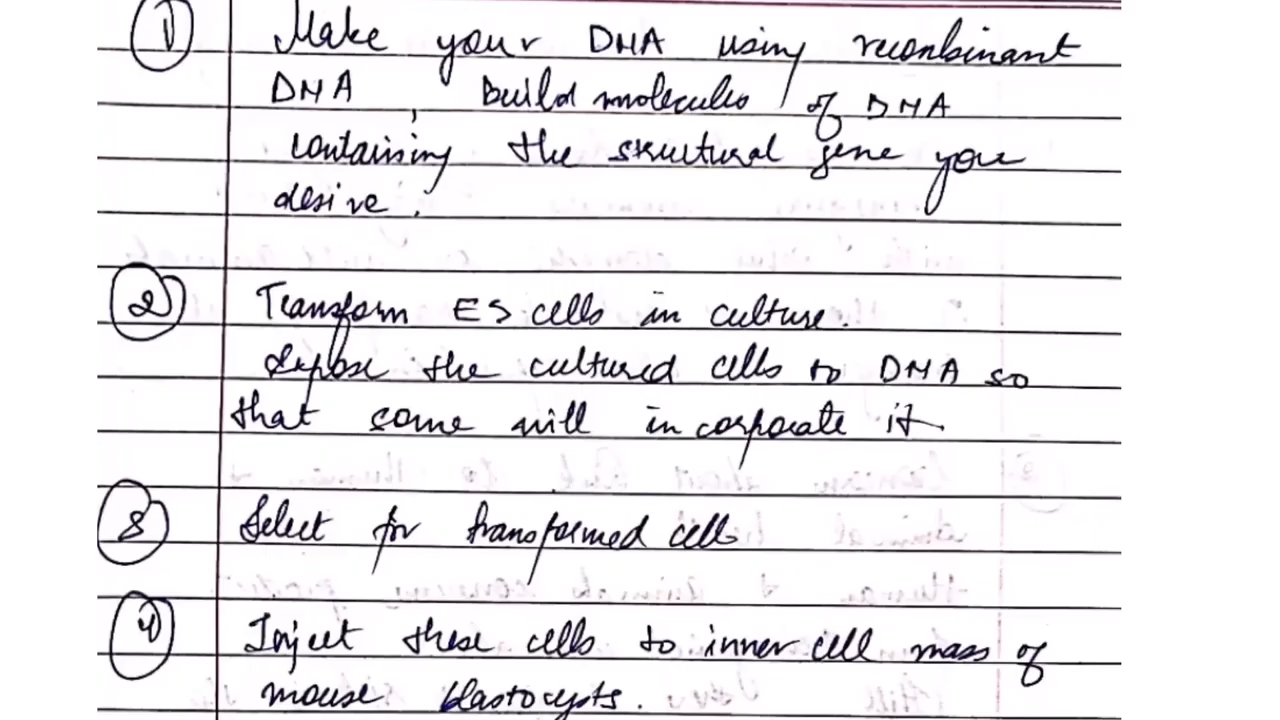 1) Make your DNA using recombinant
DNA, Build molecules of DNA
containing the structural gene you
desire.
2) Transform ES cells in culture.
Expose the cultured cells to DNA so
that some will incorporate it
3) Select for transformed cells
4) Inject these cells to inner cell mass of
mouse blastocysts.